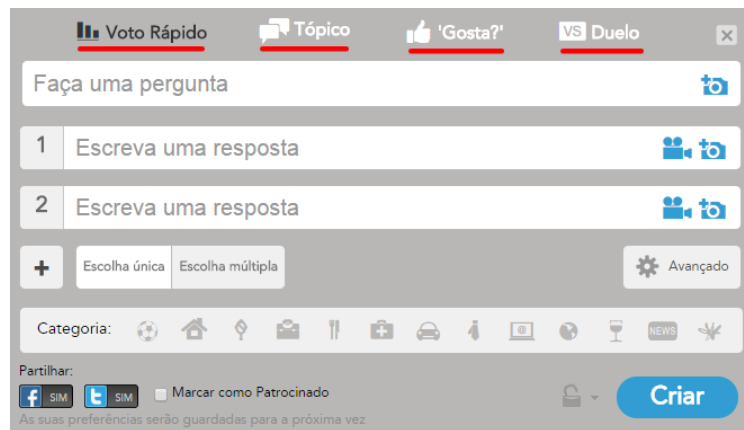 Voto Rápido Tópico 'Gosta?' VS Duelo
Faça uma pergunta
1 Escreva uma resposta
2 Escreva uma resposta
+ Escolha única Escolha múltipla Avançado
Categoria: NEWS
Partilhar:
f SIM t SIM Marcar como Patrocinado Criar
As suas preferências serão guardadas para a próxima vez